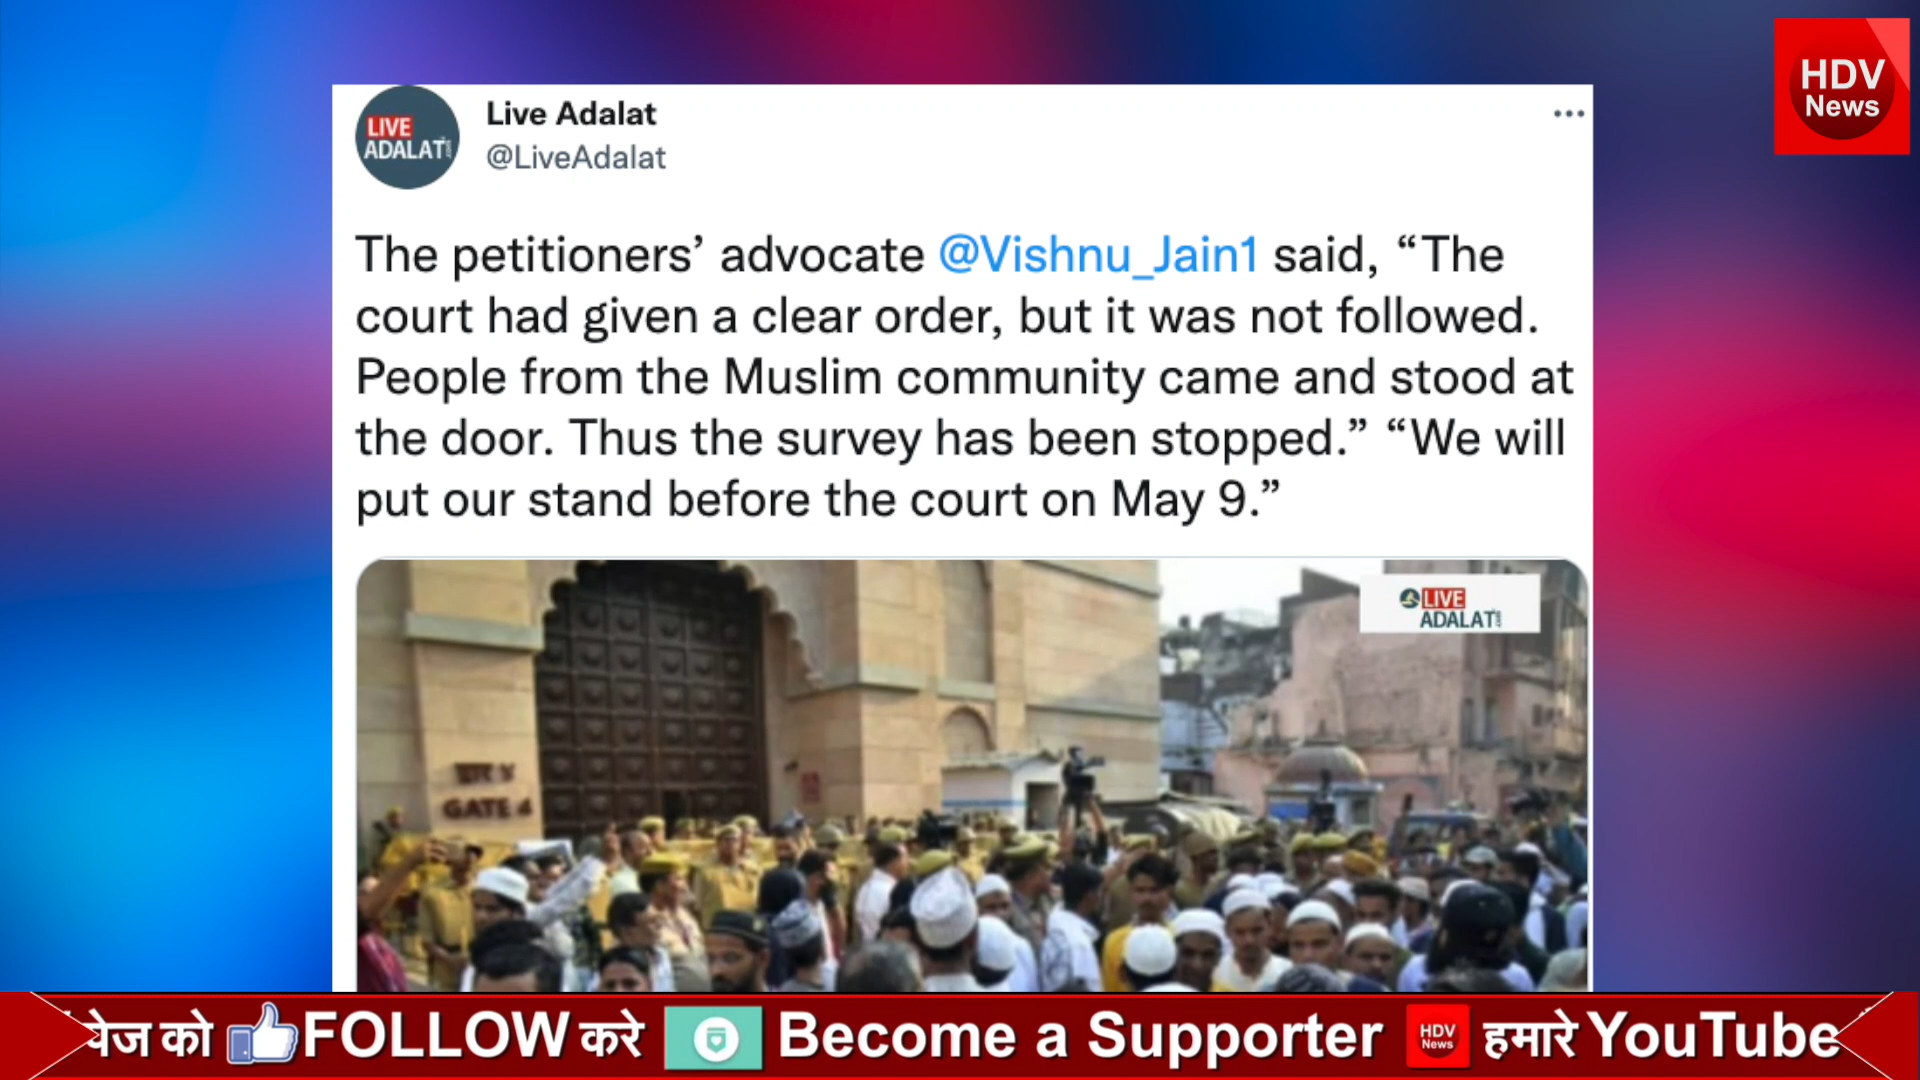 HDV
News
LIVE
ADALAT
Live Adalat
@LiveAdalat
The petitioners’ advocate @Vishnu_Jain1 said, “The
court had given a clear order, but it was not followed.
People from the Muslim community came and stood at
the door. Thus the survey has been stopped.” “We will
put our stand before the court on May 9.”
LIVE
ADALAT
GATE 4
पेज को FOLLOW करे Become a Supporter HDV News हमारे YouTube